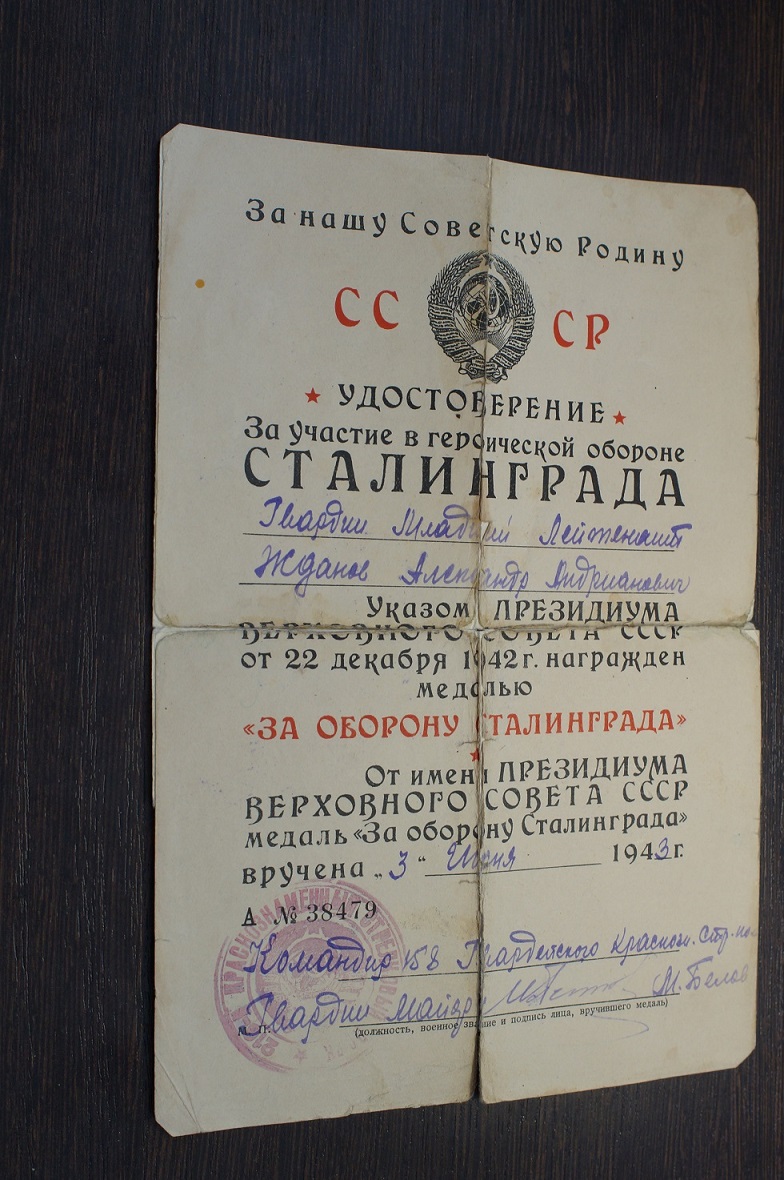 За нашу Советскую Родину
СС СР
УДОСТОВЕРЕНИЕ
За участие в героической обороне
СТАЛИНГРАДА
Гвардии Младший Лейтенант
Жданов Александр Андрианович
Указом ПРЕЗИДИУМА
ВЕРХОВНОГО СОВЕТА СССР
от 22 декабря 1942 г. награжден
медалью
«ЗА ОБОРОНУ СТАЛИНГРАДА»
От имени ПРЕЗИДИУМА
ВЕРХОВНОГО СОВЕТА СССР
медаль «За оборону Сталинграда»
вручена „3“ Июня 1943 г.
А № 38479
Командир 158 Гвардейского Краснозн. Стр. пол
Гвардии Майор М. Белов
М. П. (должность, военное звание и подпись лица, вручившего медаль)